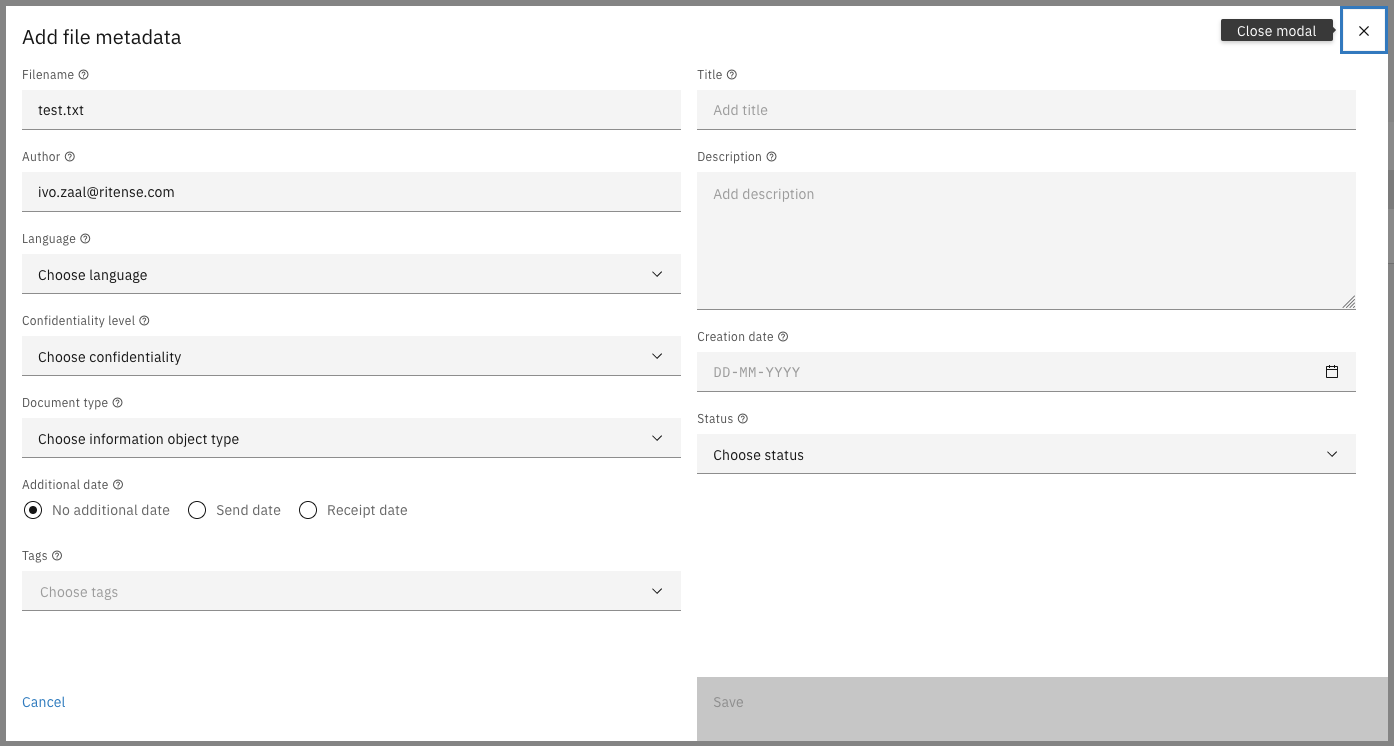 Add file metadata
Close modal
Filename
test.txt
Author
ivo.zaal@ritense.com
Language
Choose language
Confidentiality level
Choose confidentiality
Document type
Choose information object type
Additional date
No additional date Send date Receipt date
Tags
Choose tags
Title
Add title
Description
Add description
Creation date
DD-MM-YYYY
Status
Choose status
Cancel
Save